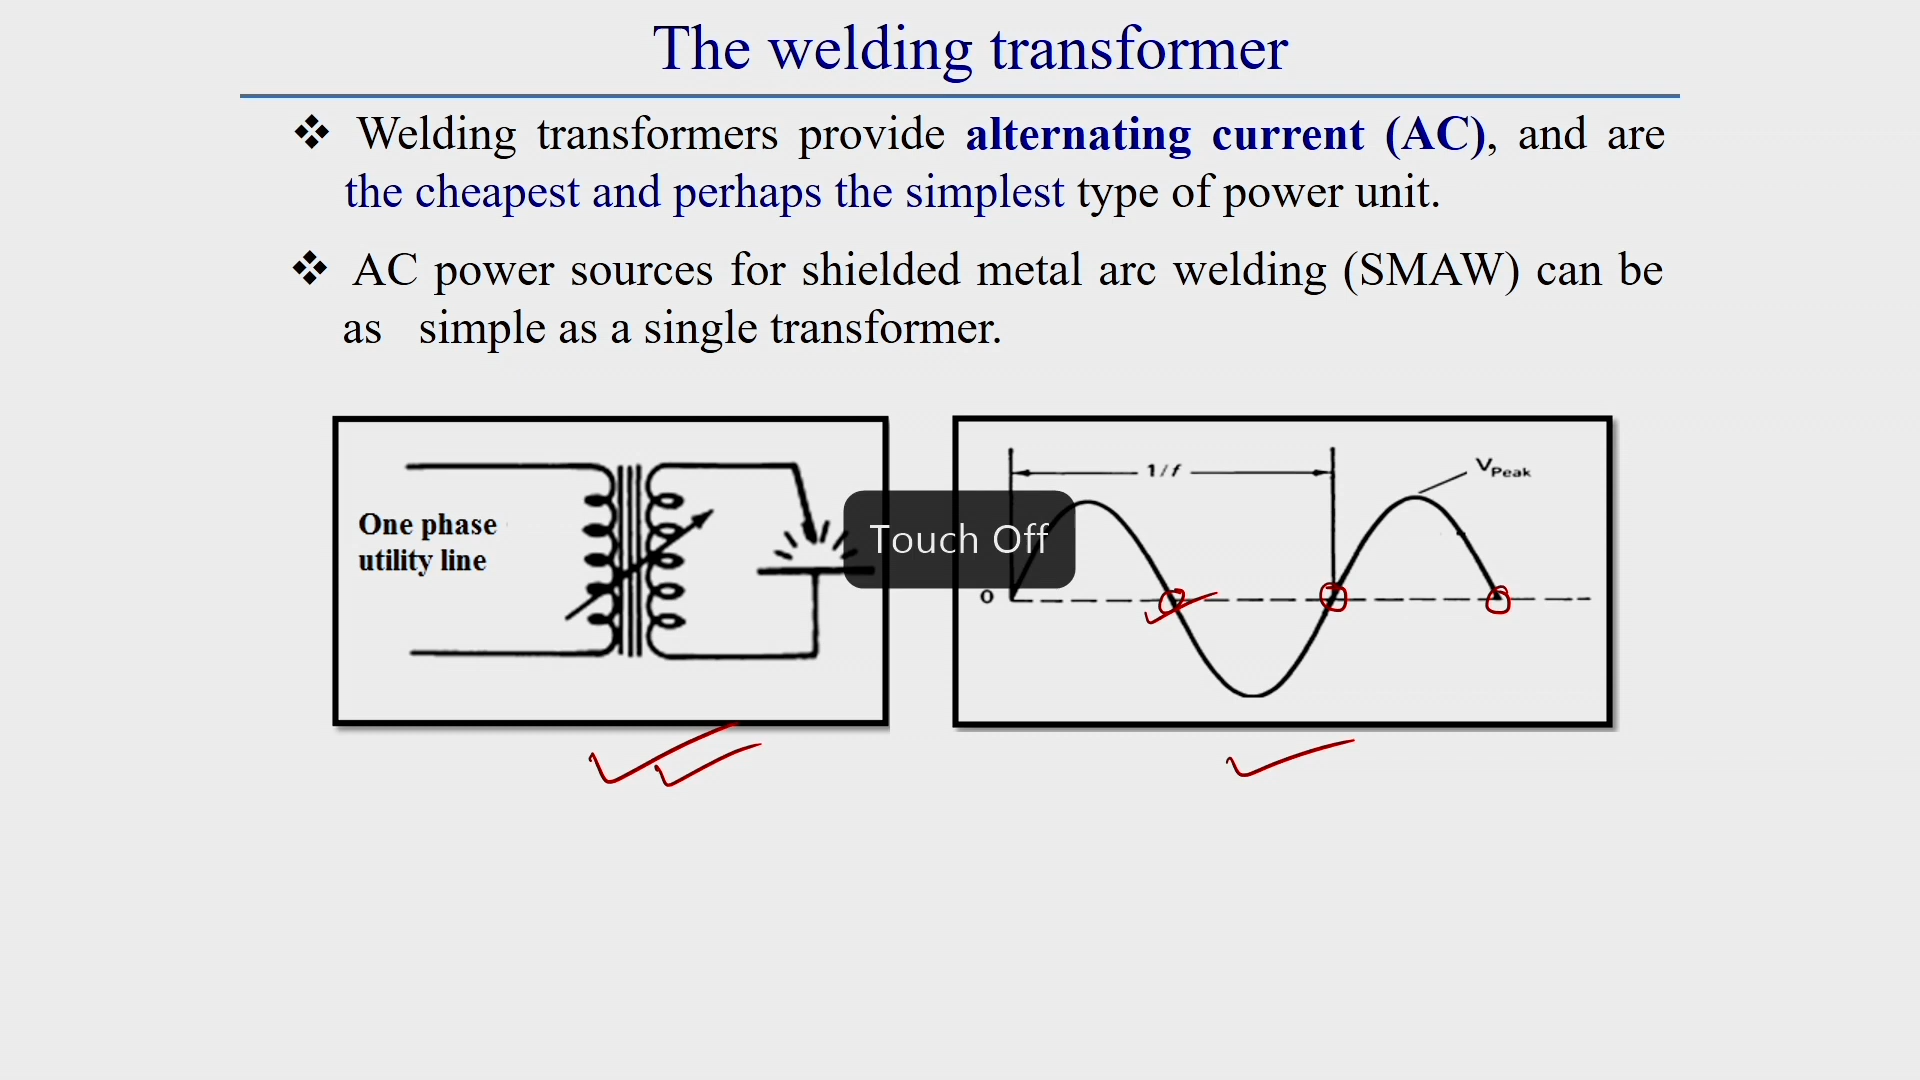 The welding transformer
❖ Welding transformers provide alternating current (AC), and are
the cheapest and perhaps the simplest type of power unit.
❖ AC power sources for shielded metal arc welding (SMAW) can be
as simple as a single transformer.
One phase
utility line
Touch Off
1/f
VPeak
0